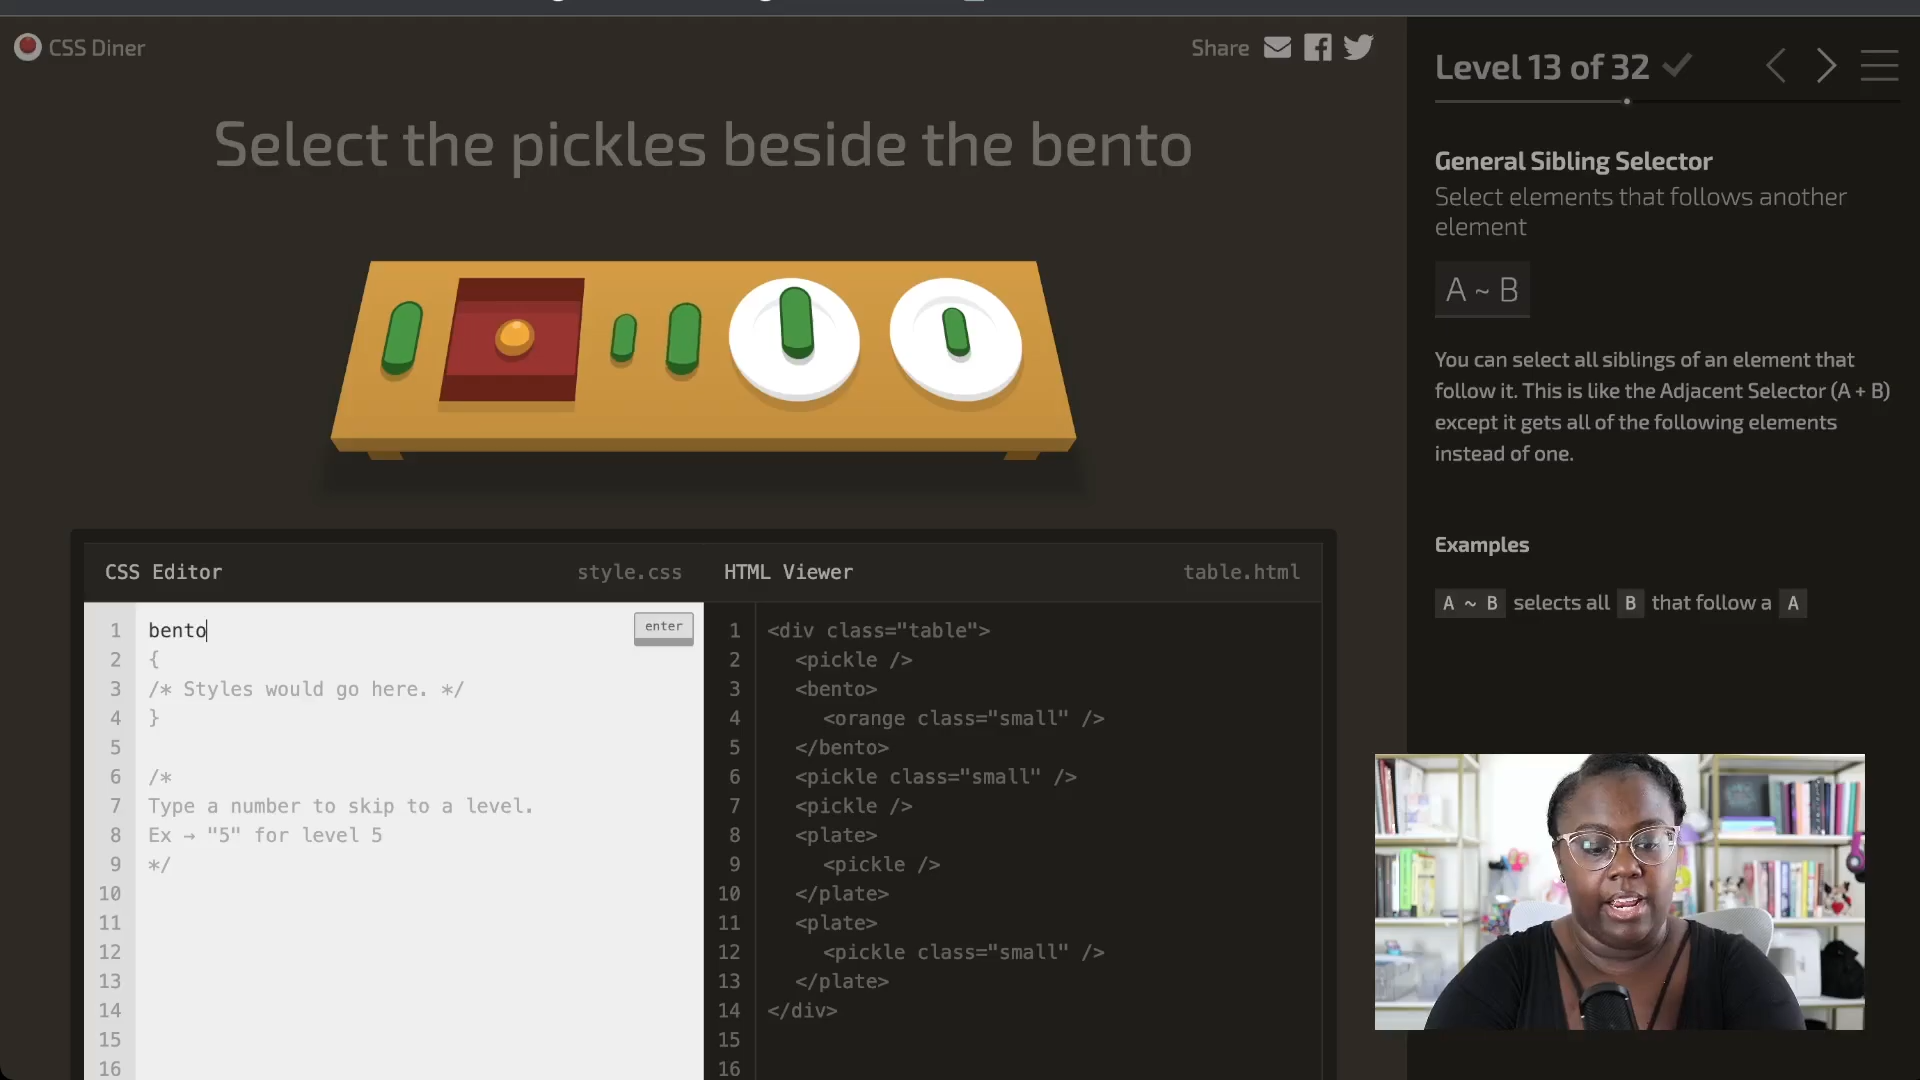 CSS Diner
Share
Level 13 of 32
Select the pickles beside the bento
General Sibling Selector
Select elements that follows another
element
A ~ B
You can select all siblings of an element that
follow it. This is like the Adjacent Selector (A + B)
except it gets all of the following elements
instead of one.
Examples
A ~ B selects all B that follow a A
CSS Editor
style.css
1 bento
enter
2 {
3 /* Styles would go here. */
4 }
5
6 /*
7 Type a number to skip to a level.
8 Ex → "5" for level 5
9 */
10
11
12
13
14
15
16
HTML Viewer
table.html
1 <div class="table">
2 <pickle />
3 <bento>
4 <orange class="small" />
5 </bento>
6 <pickle class="small" />
7 <pickle />
8 <plate>
9 <pickle />
10 </plate>
11 <plate>
12 <pickle class="small" />
13 </plate>
14 </div>
15
16